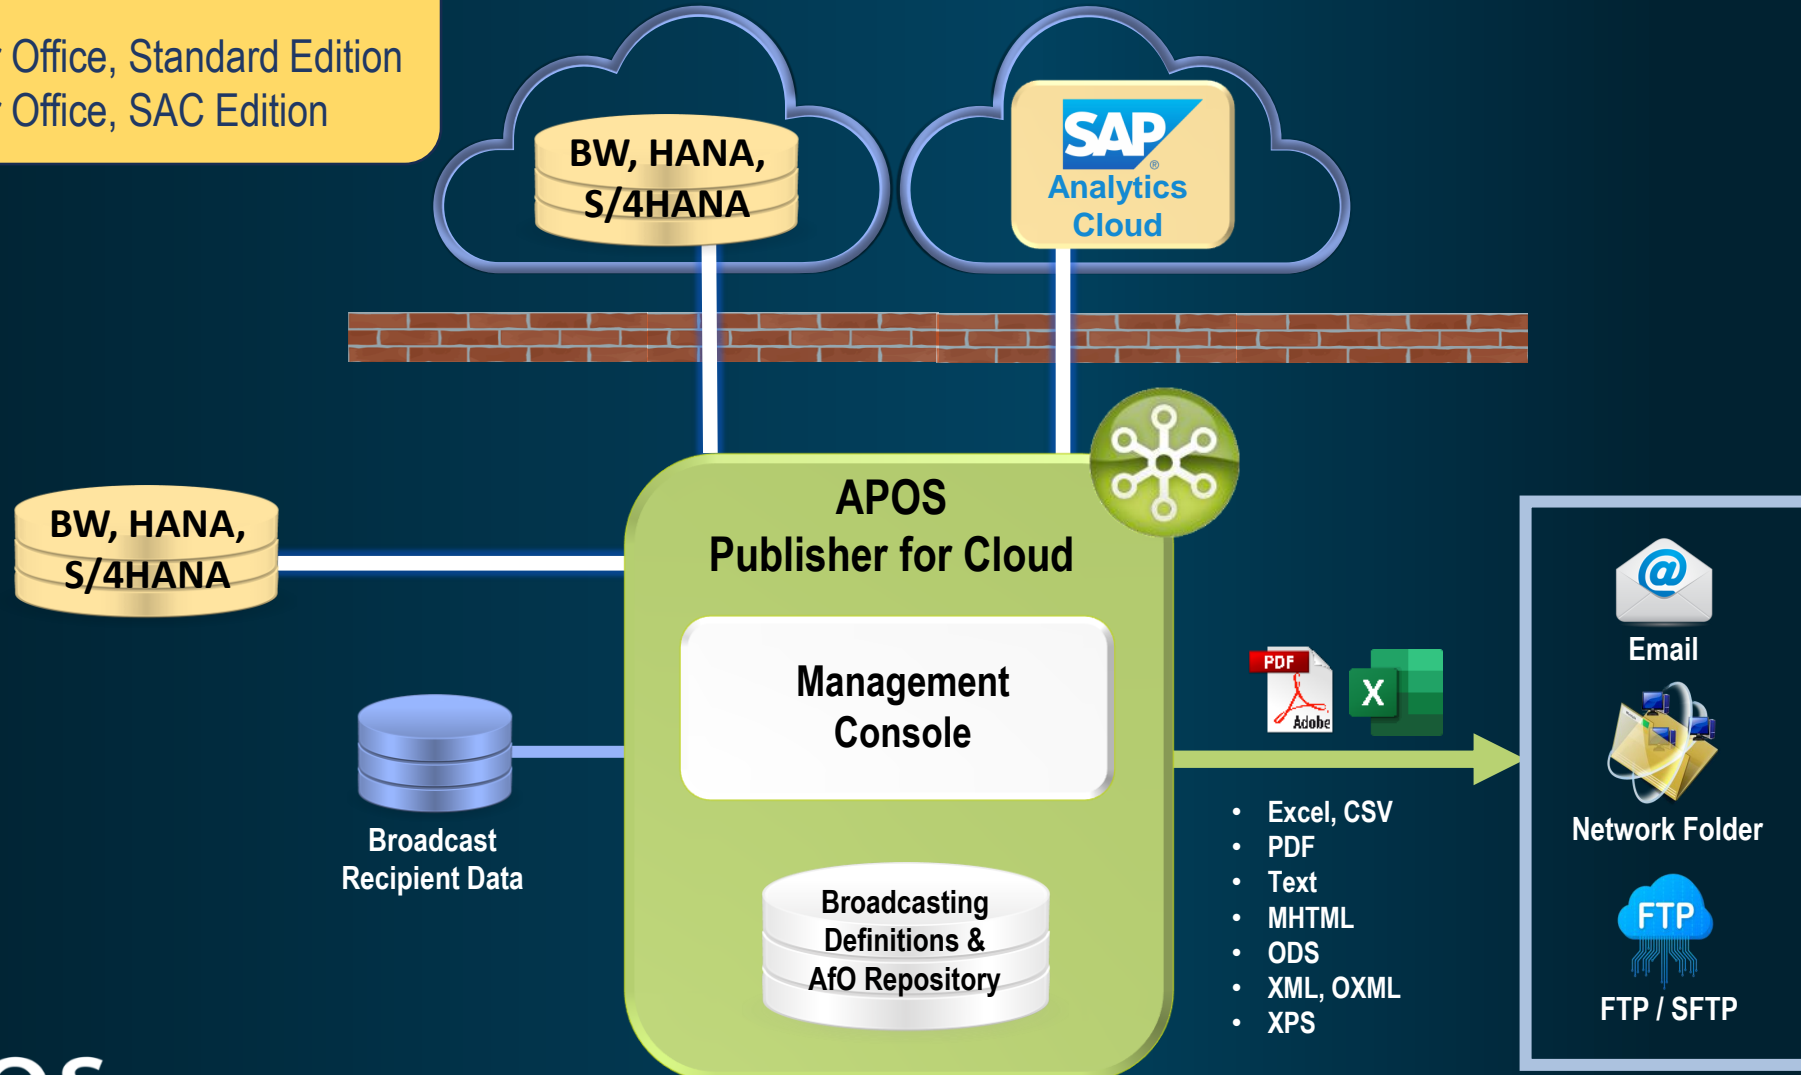 Office, Standard Edition
Office, SAC Edition
BW, HANA,
S/4HANA
SAP
®
Analytics
Cloud
BW, HANA,
S/4HANA
APOS
Publisher for Cloud
Management
Console
Broadcast
Recipient Data
Broadcasting
Definitions &
AfO Repository
PDF
Adobe
X
• Excel, CSV
• PDF
• Text
• MHTML
• ODS
• XML, OXML
• XPS
@
Email
Network Folder
FTP
FTP / SFTP